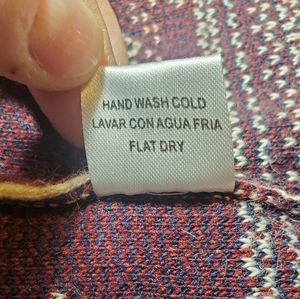 HAND WASH COLD
LAVAR CON AGUA FRIA
FLAT DRY